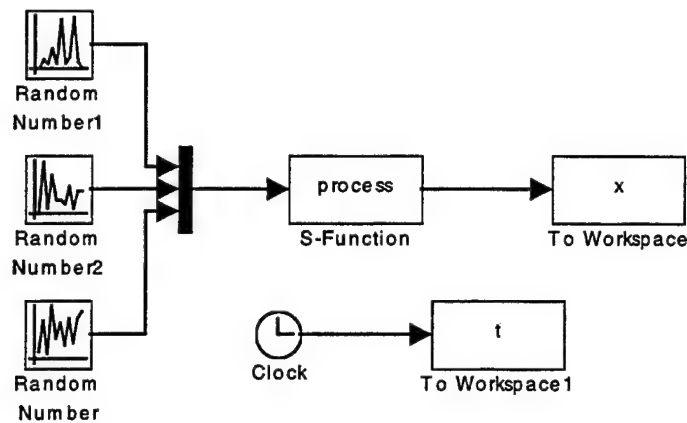 Random
Number1
Random
Number2
Random
Number
process
S-Function
x
To Workspace
Clock
t
To Workspace1